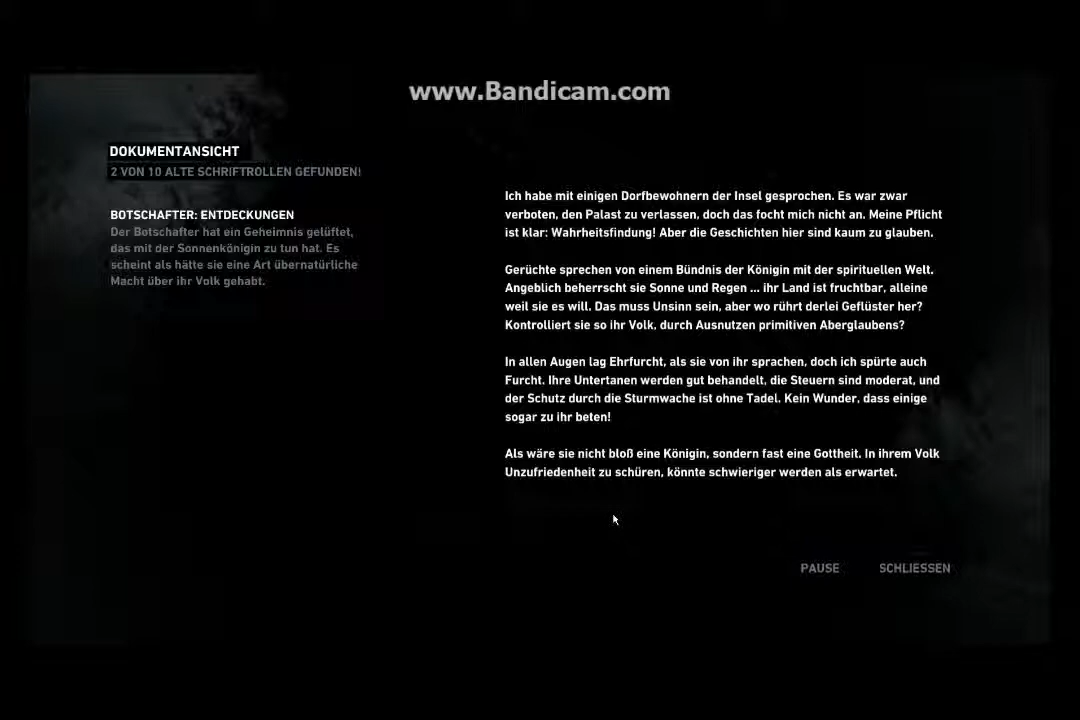 www.Bandicam.com
DOKUMENTANSICHT
2 VON 10 ALTE SCHRIFTROLLEN GEFUNDEN!
BOTSCHAFTER: ENTDECKUNGEN
Der Botschafter hat ein Geheimnis gelüftet,
das mit der Sonnenkönigin zu tun hat. Es
scheint als hätte sie eine Art übernatürliche
Macht über ihr Volk gehabt.
Ich habe mit einigen Dorfbewohnern der Insel gesprochen. Es war zwar
verboten, den Palast zu verlassen, doch das focht mich nicht an. Meine Pflicht
ist klar: Wahrheitsfindung! Aber die Geschichten hier sind kaum zu glauben.
Gerüchte sprechen von einem Bündnis der Königin mit der spirituellen Welt.
Angeblich beherrscht sie Sonne und Regen ... ihr Land ist fruchtbar, alleine
weil sie es will. Das muss Unsinn sein, aber wo rührt derlei Geflüster her?
Kontrolliert sie so ihr Volk, durch Ausnutzen primitiven Aberglaubens?
In allen Augen lag Ehrfurcht, als sie von ihr sprachen, doch ich spürte auch
Furcht. Ihre Untertanen werden gut behandelt, die Steuern sind moderat, und
der Schutz durch die Sturmwache ist ohne Tadel. Kein Wunder, dass einige
sogar zu ihr beten!
Als wäre sie nicht bloß eine Königin, sondern fast eine Gottheit. In ihrem Volk
Unzufriedenheit zu schüren, könnte schwieriger werden als erwartet.
PAUSE
SCHLIESSEN